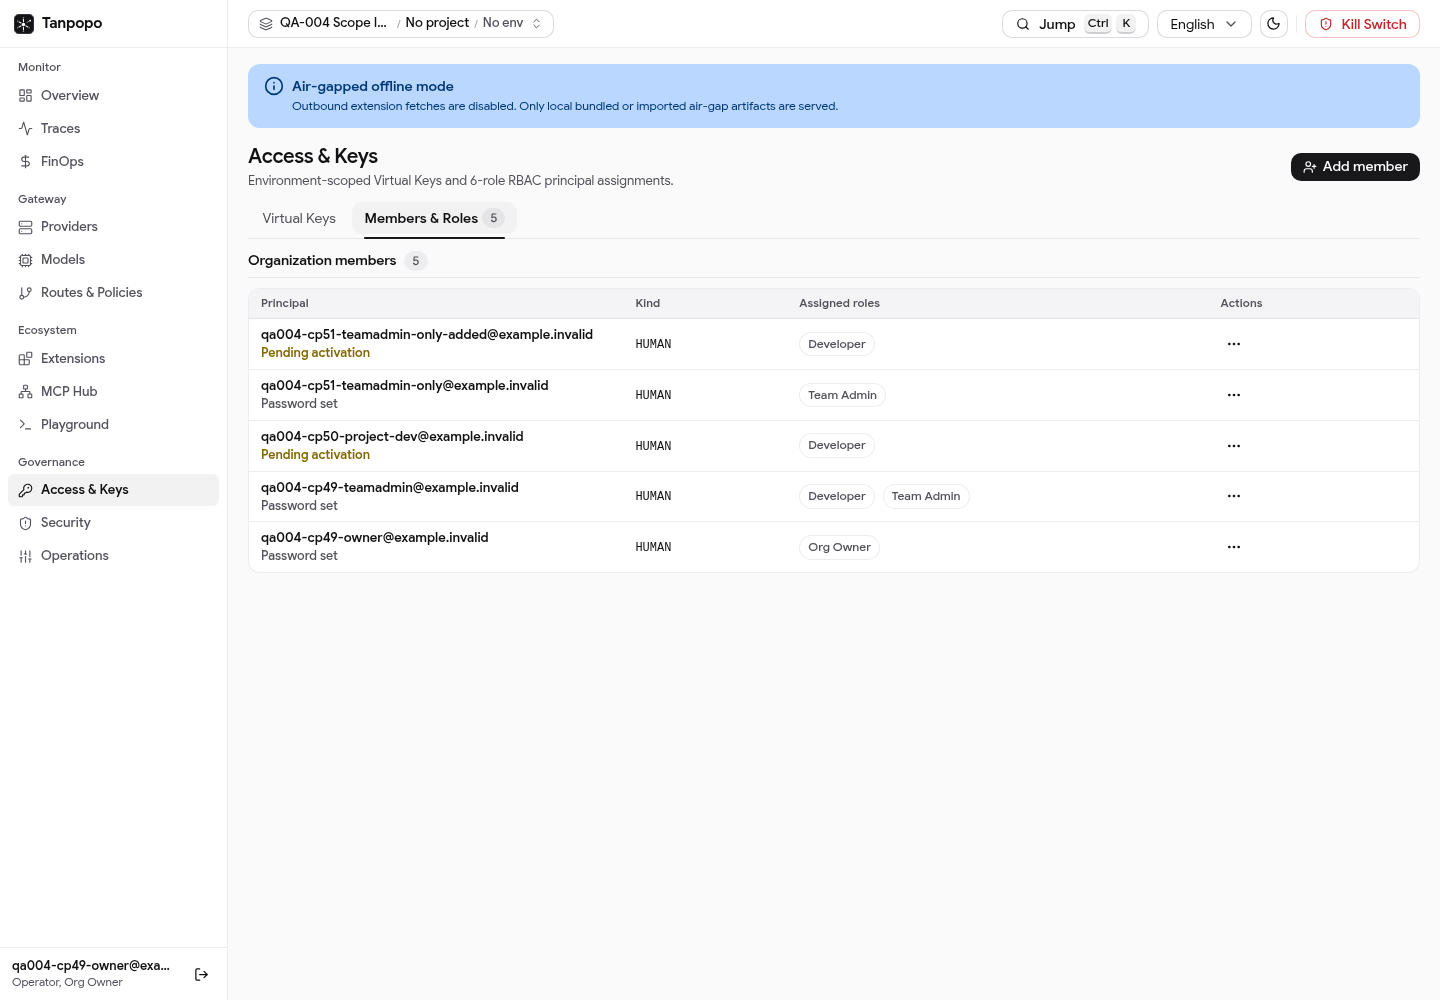 Tanpopo
QA-004 Scope I... / No project / No env
Jump Ctrl K
English
Kill Switch
Monitor
Overview
Traces
FinOps
Gateway
Providers
Models
Routes & Policies
Ecosystem
Extensions
MCP Hub
Playground
Governance
Access & Keys
Security
Operations
qa004-cp49-owner@exa...
Operator, Org Owner
Air-gapped offline mode
Outbound extension fetches are disabled. Only local bundled or imported air-gap artifacts are served.
Access & Keys
Environment-scoped Virtual Keys and 6-role RBAC principal assignments.
Add member
Virtual Keys
Members & Roles 5
Organization members 5
Principal Kind Assigned roles Actions
qa004-cp51-teamadmin-only-added@example.invalid
Pending activation
HUMAN
Developer
qa004-cp51-teamadmin-only@example.invalid
Password set
HUMAN
Team Admin
qa004-cp50-project-dev@example.invalid
Pending activation
HUMAN
Developer
qa004-cp49-teamadmin@example.invalid
Password set
HUMAN
Developer Team Admin
qa004-cp49-owner@example.invalid
Password set
HUMAN
Org Owner